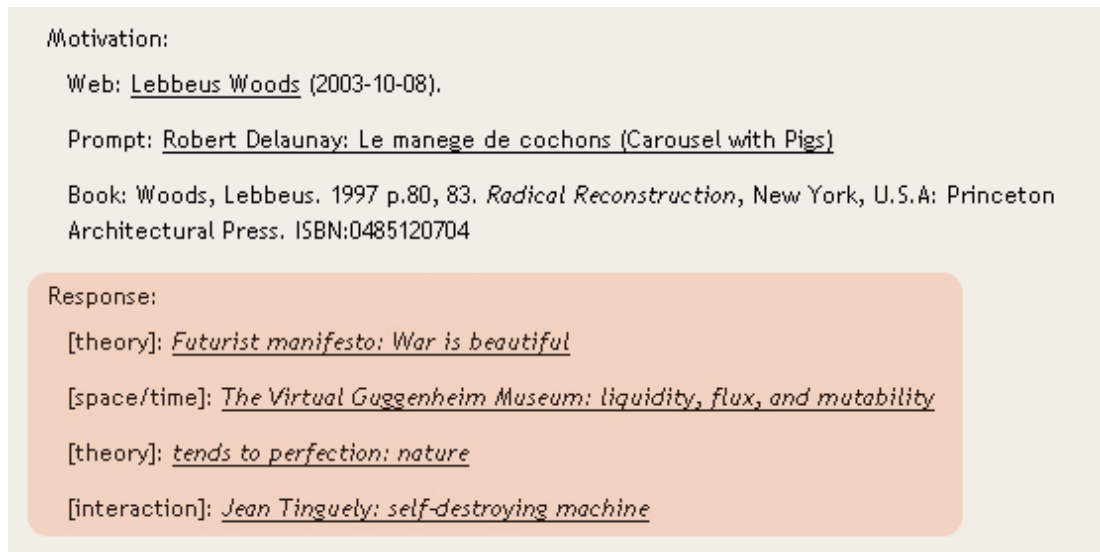 Motivation:
Web: Lebbeus Woods (2003-10-08).
Prompt: Robert Delaunay: Le manege de cochons (Carousel with Pigs)
Book: Woods, Lebbeus. 1997 p.80, 83. Radical Reconstruction, New York, U.S.A: Princeton
Architectural Press. ISBN:0485120704
Response:
[theory]: Futurist manifesto: War is beautiful
[space/time]: The Virtual Guggenheim Museum: liquidity, flux, and mutability
[theory]: tends to perfection: nature
[interaction]: Jean Tinguely: self-destroying machine